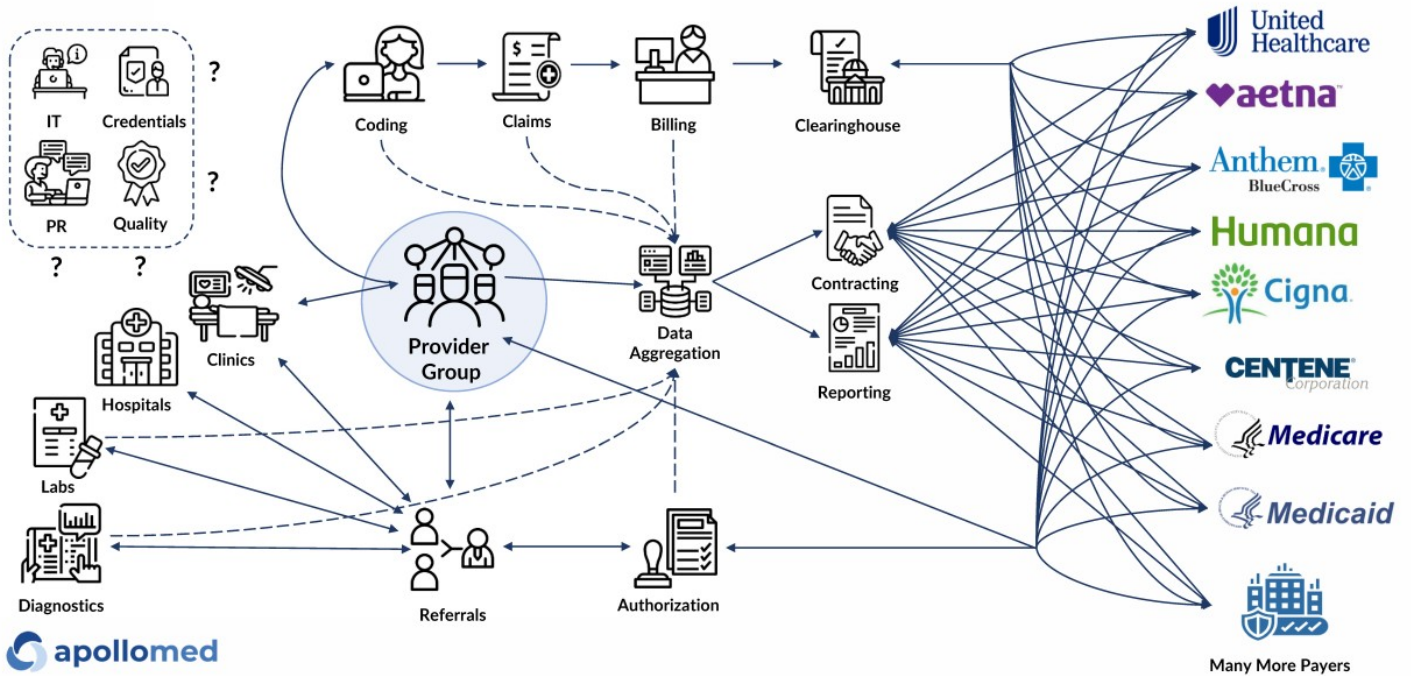 IT
Credentials
?
PR
Quality
?
?
?
Coding
$
Claims
Billing
Clearinghouse
Clinics
Hospitals
Labs
Diagnostics
Provider
Group
Data
Aggregation
Contracting
Reporting
Referrals
Authorization
United
Healthcare
aetna™
Anthem®
BlueCross
Humana
Cigna
CENTENE®
Corporation
Medicare
Medicaid
Many More Payers
apollomed